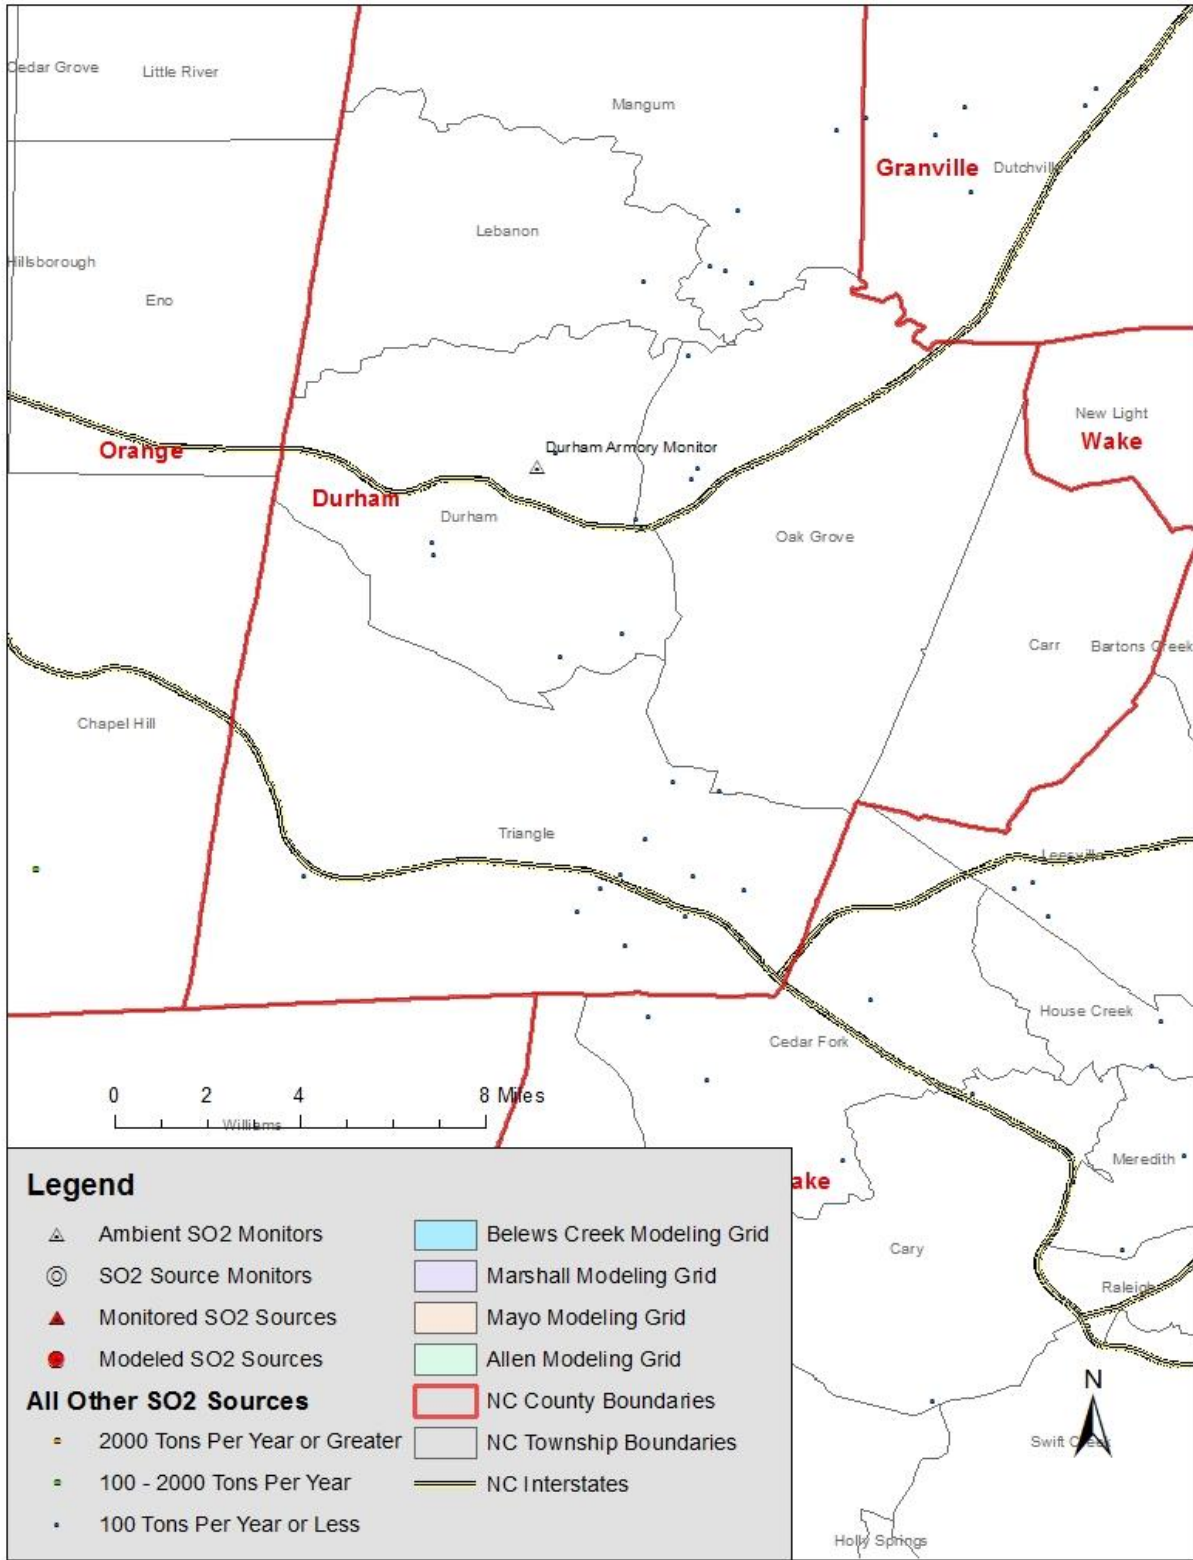 Cedar Grove
Little River
Mangum
Granville
Dutchville
Lebanon
Hillsborough
Eno
New Light
Wake
Orange
Durham Armory Monitor
Durham
Durham
Oak Grove
Carr
Bartons Creek
Chapel Hill
Triangle
Leesville
House Creek
Cedar Fork
0 2 4 8 Miles
Williams
Meredith
ake
Cary
Raleigh
N
Swift Creek
Holly Springs
Legend
Ambient SO2 Monitors
SO2 Source Monitors
Monitored SO2 Sources
Modeled SO2 Sources
All Other SO2 Sources
2000 Tons Per Year or Greater
100 - 2000 Tons Per Year
100 Tons Per Year or Less
Belews Creek Modeling Grid
Marshall Modeling Grid
Mayo Modeling Grid
Allen Modeling Grid
NC County Boundaries
NC Township Boundaries
NC Interstates